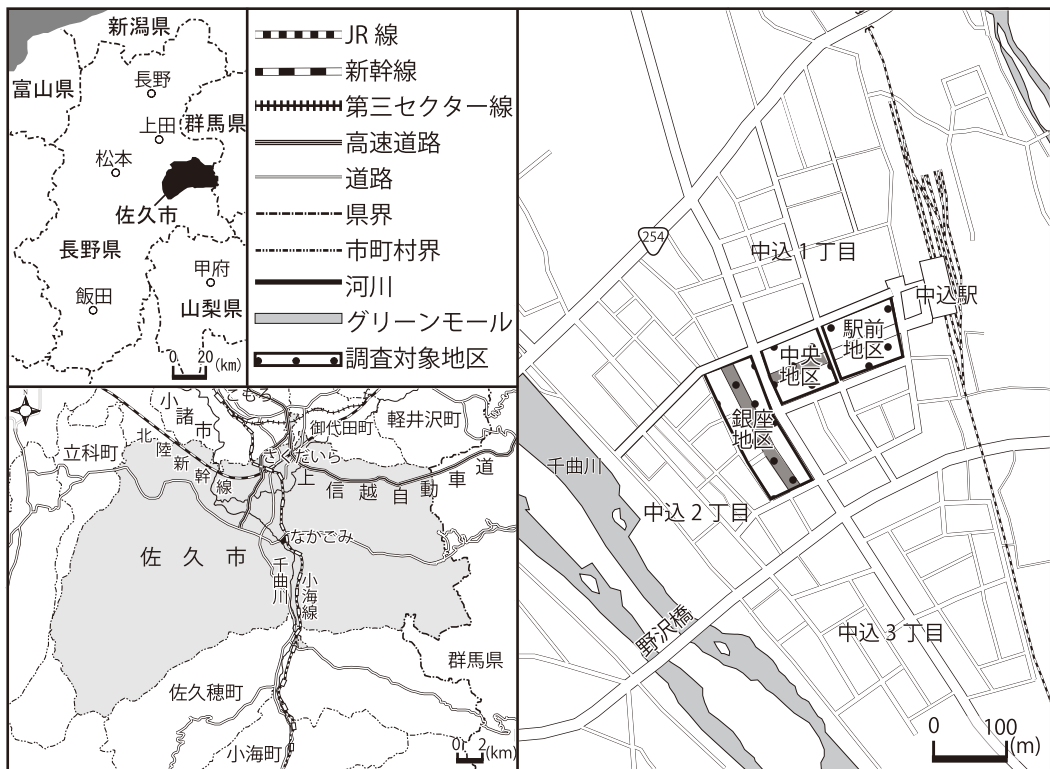 新潟県
富山県
長野
上田
群馬県
松本
佐久市
長野県
甲府
飯田
山梨県
0 20 (km)
JR 線
新幹線
第三セクター線
高速道路
道路
県界
市町村界
河川
グリーンモール
調査対象地区
こもろ
小諸市
御代田町
軽井沢町
立科町
北陸新幹線
さくだいら
上信越自動車道
佐久市
なかごみ
千曲川
小海線
群馬県
佐久穂町
小海町
0 2 (km)
254
中込 1 丁目
中込駅
駅前
地区
中央
地区
銀座
地区
千曲川
中込 2 丁目
野沢橋
中込 3 丁目
0 100
(m)